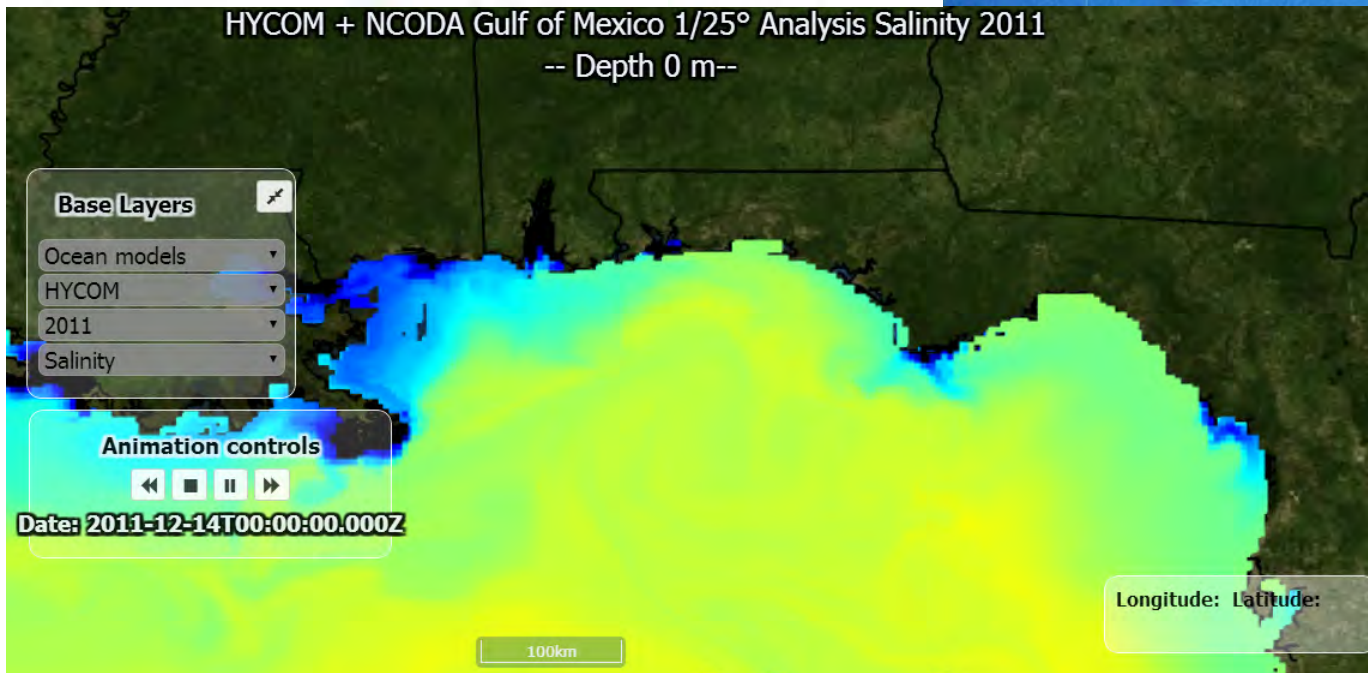 HYCOM + NCODA Gulf of Mexico 1/25° Analysis Salinity 2011
-- Depth 0 m--
Base Layers
Ocean models
HYCOM
2011
Salinity
Animation controls
Date: 2011-12-14T00:00:00.000Z
Longitude: Latitude:
100km